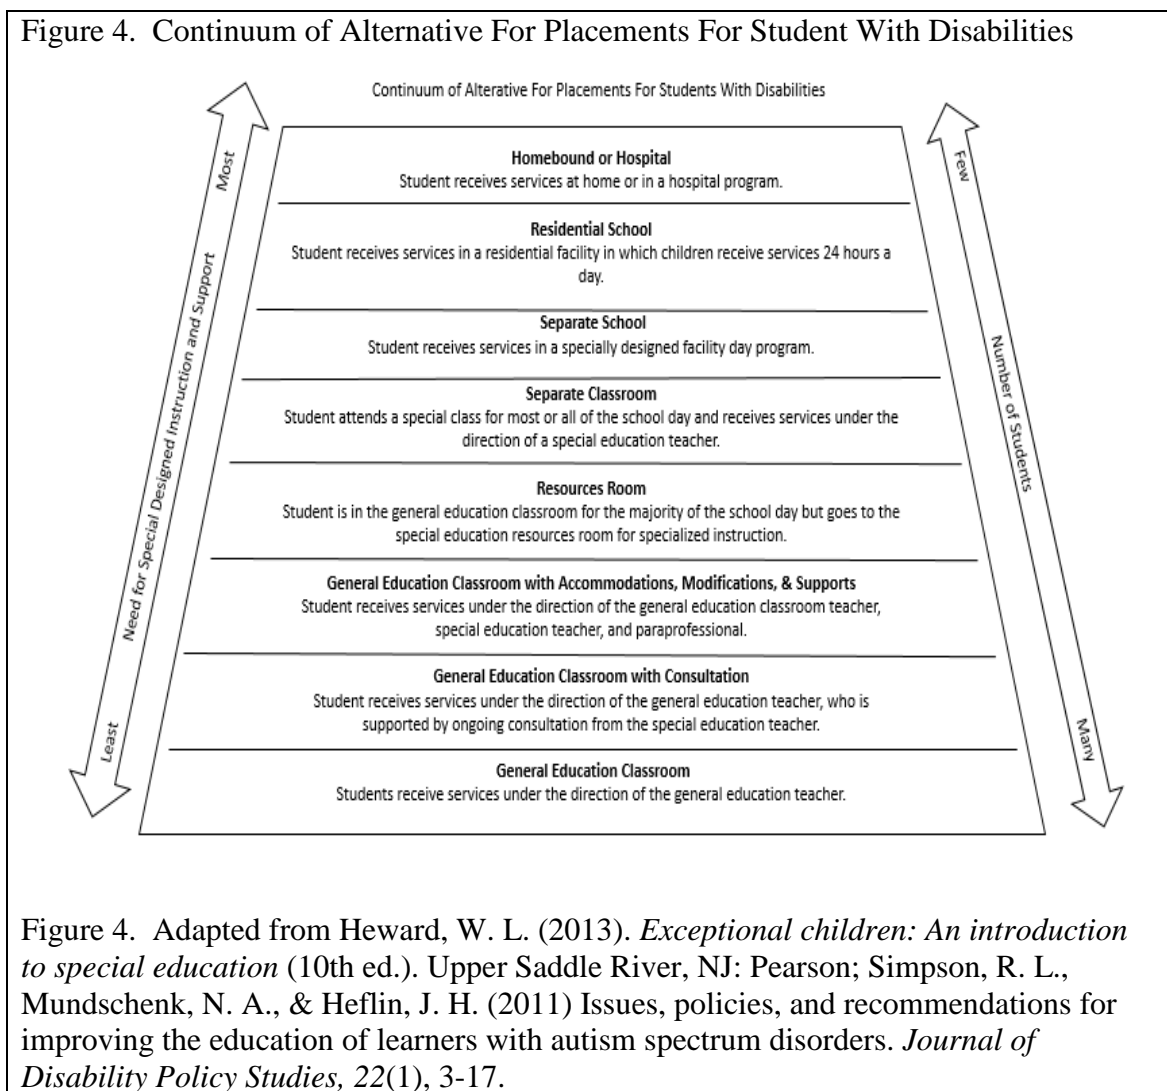 Figure 4. Continuum of Alternative For Placements For Student With Disabilities
Continuum of Alterative For Placements For Students With Disabilities
Most
Need for Special Designed Instruction and Support
Least
Homebound or Hospital
Student receives services at home or in a hospital program.
Residential School
Student receives services in a residential facility in which children receive services 24 hours a
day.
Separate School
Student receives services in a specially designed facility day program.
Separate Classroom
Student attends a special class for most or all of the school day and receives services under the
direction of a special education teacher.
Resources Room
Student is in the general education classroom for the majority of the school day but goes to the
special education resources room for specialized instruction.
General Education Classroom with Accommodations, Modifications, & Supports
Student receives services under the direction of the general education classroom teacher,
special education teacher, and paraprofessional.
General Education Classroom with Consultation
Student receives services under the direction of the general education teacher, who is
supported by ongoing consultation from the special education teacher.
General Education Classroom
Students receive services under the direction of the general education teacher.
Few
Number of Students
Many
Figure 4. Adapted from Heward, W. L. (2013). Exceptional children: An introduction
to special education (10th ed.). Upper Saddle River, NJ: Pearson; Simpson, R. L.,
Mundschenk, N. A., & Heflin, J. H. (2011) Issues, policies, and recommendations for
improving the education of learners with autism spectrum disorders. Journal of
Disability Policy Studies, 22(1), 3-17.